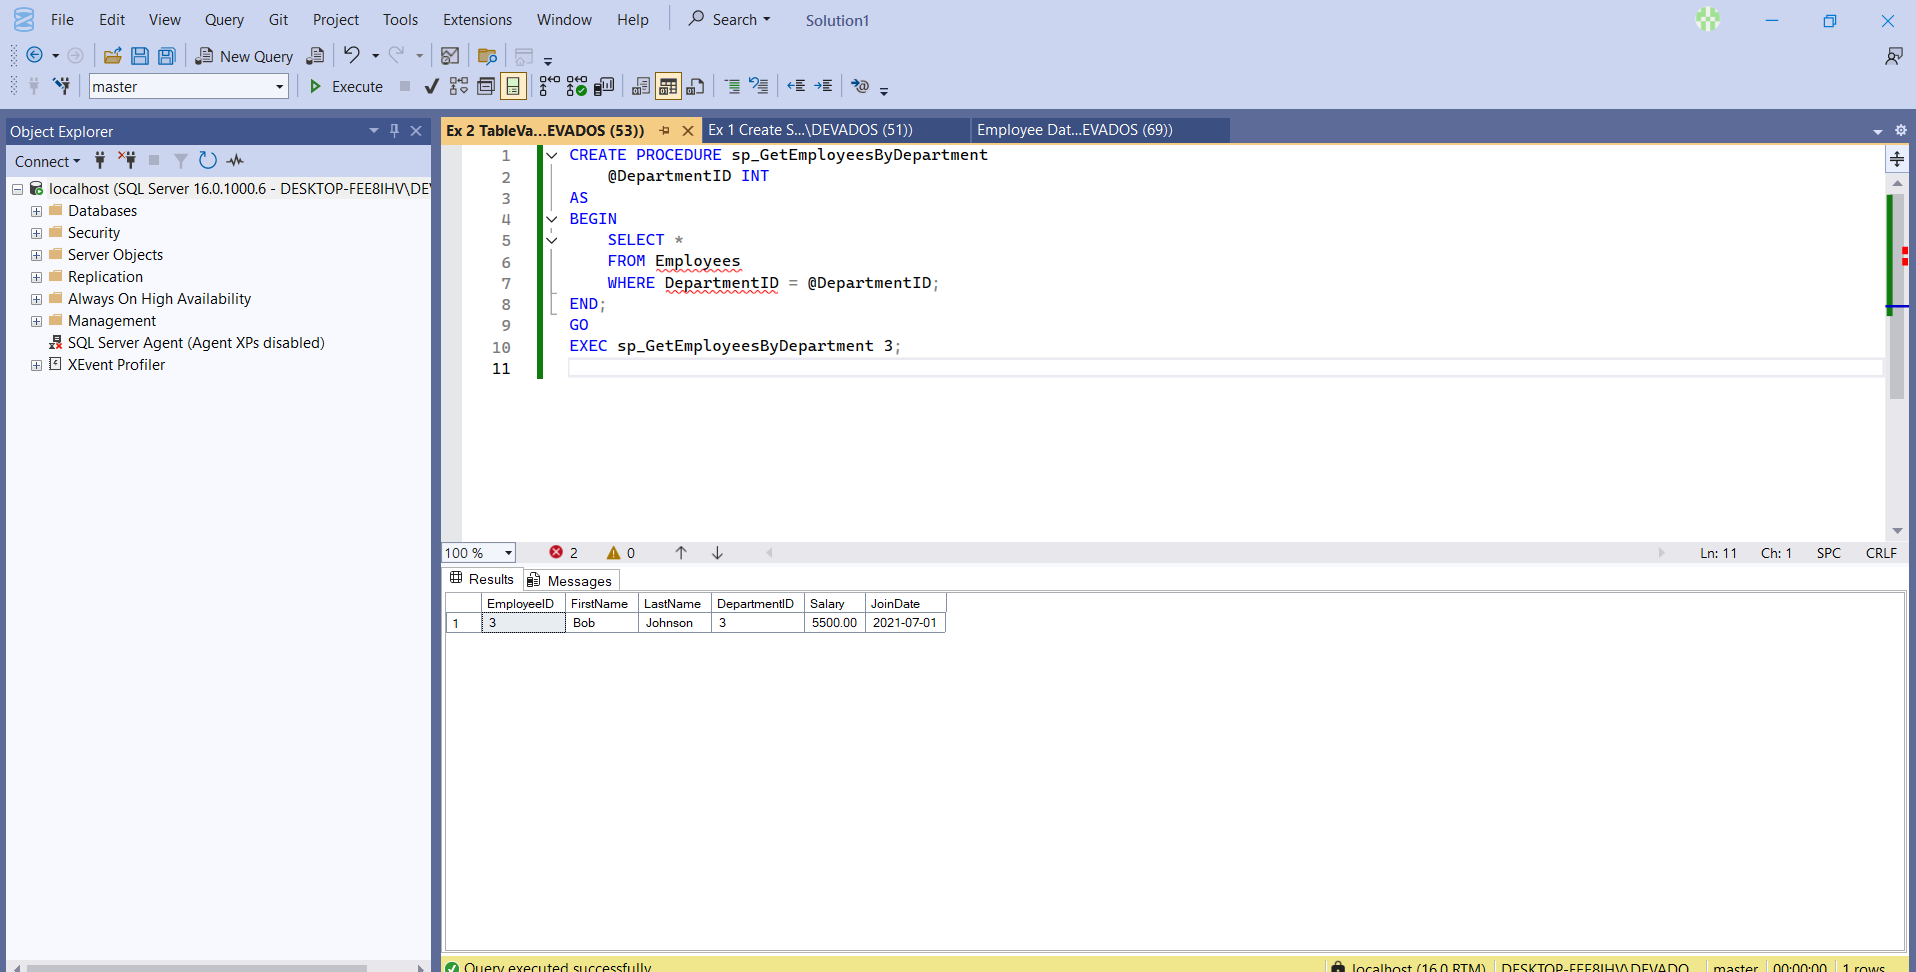 File Edit View Query Git Project Tools Extensions Window Help Search Solution1
New Query
master Execute
Object Explorer
Connect
localhost (SQL Server 16.0.1000.6 - DESKTOP-FEE8IHV\DEV
Databases
Security
Server Objects
Replication
Always On High Availability
Management
SQL Server Agent (Agent XPs disabled)
XEvent Profiler
Ex 2 TableVa...EVADOS (53)) Ex 1 Create S...\DEVADOS (51)) Employee Dat...EVADOS (69))
1 CREATE PROCEDURE sp_GetEmployeesByDepartment
2 @DepartmentID INT
3 AS
4 BEGIN
5 SELECT *
6 FROM Employees
7 WHERE DepartmentID = @DepartmentID;
8 END;
9 GO
10 EXEC sp_GetEmployeesByDepartment 3;
11
100 % 2 0 Ln: 11 Ch: 1 SPC CRLF
Results Messages
EmployeeID FirstName LastName DepartmentID Salary JoinDate
1 3 Bob Johnson 3 5500.00 2021-07-01
Query executed successfully localhost (16.0 RTM) DESKTOP-FEE8IHV\DEVADO... master 00:00:00 1 rows